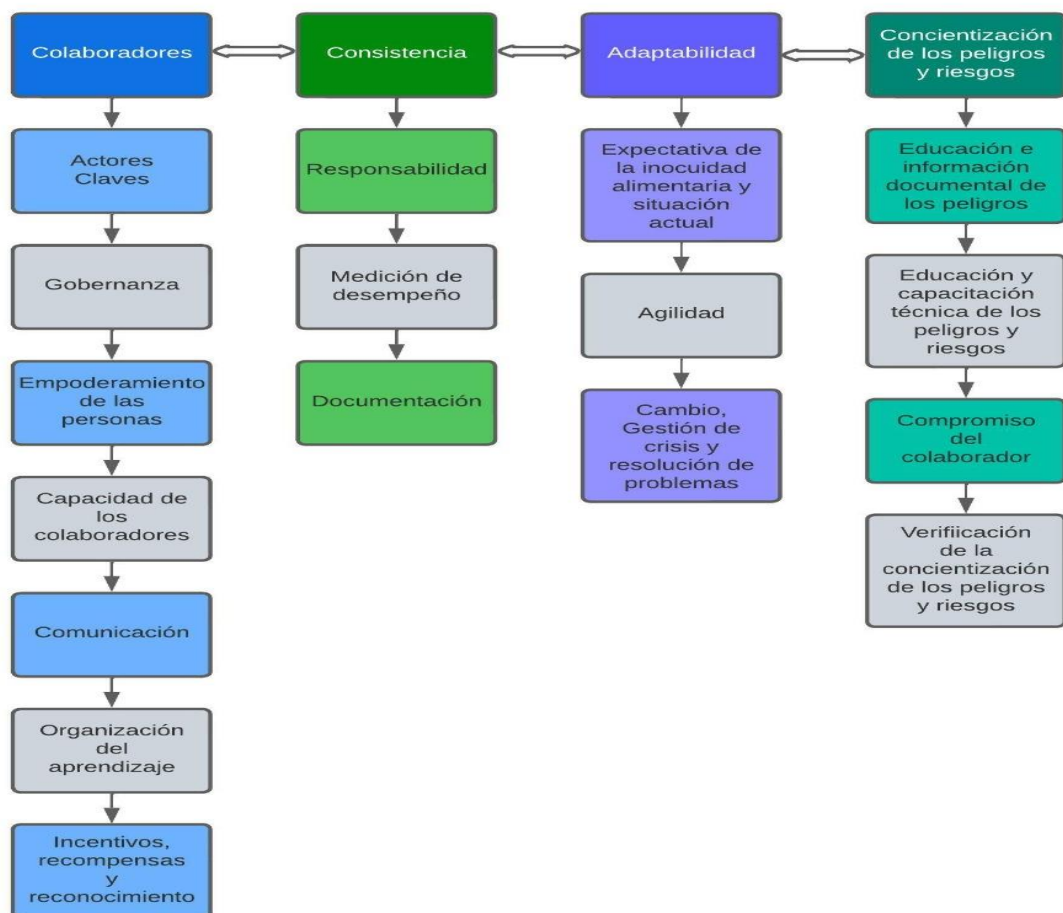 Colaboradores
Consistencia
Adaptabilidad
Concientización
de los peligros
y riesgos
Actores
Claves
Gobernanza
Empoderamiento
de las
personas
Capacidad de
los
colaboradores
Comunicación
Organización
del
aprendizaje
Incentivos,
recompensas
y
reconocimiento
Responsabilidad
Medición de
desempeño
Documentación
Expectativa de
la inocuidad
alimentaria y
situación
actual
Agilidad
Cambio,
Gestión de
crisis y
resolución de
problemas
Educación e
información
documental de
los peligros
Educación y
capacitación
técnica de los
peligros y
riesgos
Compromiso
del
colaborador
Verifiicación
de la
concientización
de los peligros
y riesgos